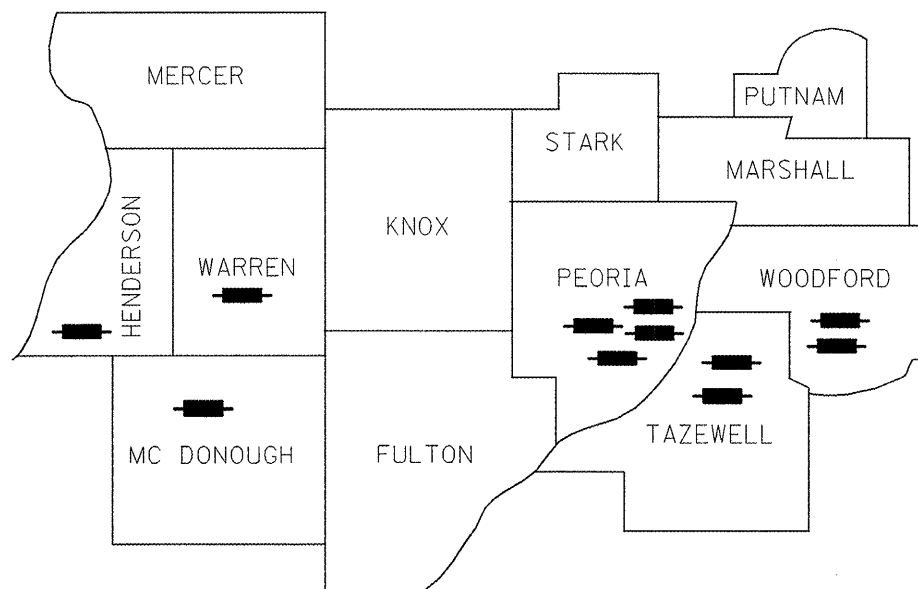 MERCER
PUTNAM
STARK
MARSHALL
KNOX
HENDERSON
WARREN
PEORIA
WOODFORD
MC DONOUGH
FULTON
TAZEWELL